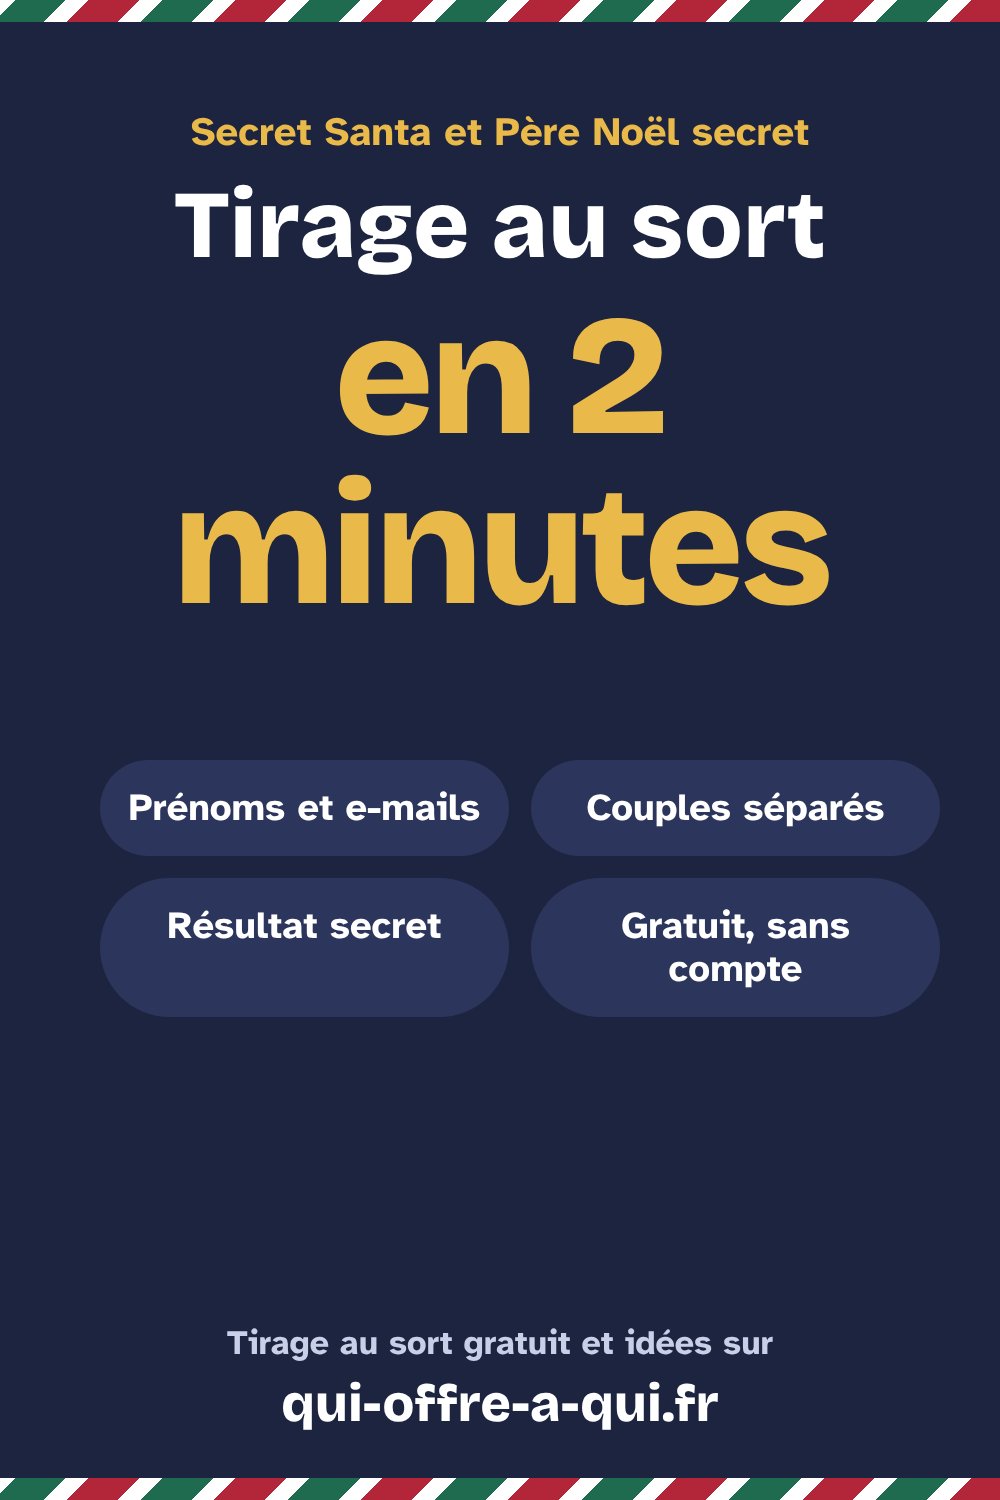 Secret Santa et Père Noël secret
Tirage au sort
en 2
minutes
Prénoms et e-mails
Couples séparés
Résultat secret
Gratuit, sans
compte
Tirage au sort gratuit et idées sur
qui-offre-a-qui.fr